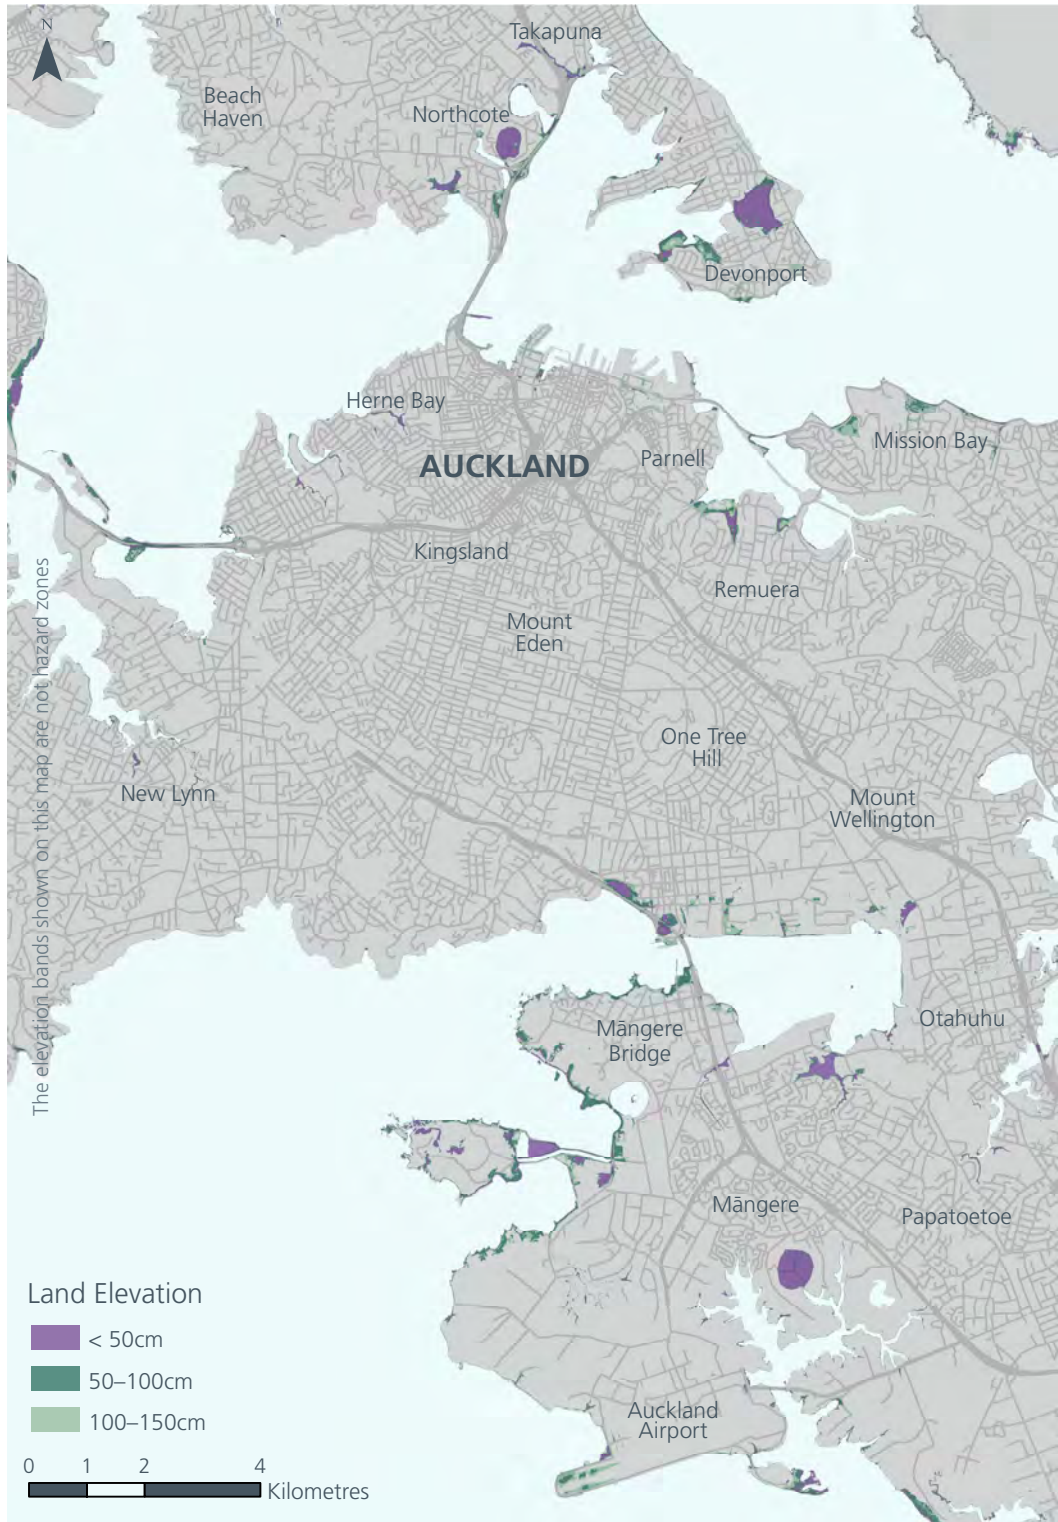 N
Takapuna
Beach
Haven
Northcote
Devonport
Herne Bay
AUCKLAND
Parnell
Mission Bay
Kingsland
Remuera
Mount
Eden
One Tree
Hill
New Lynn
Mount
Wellington
The elevation bands shown on this map are not hazard zones
Otahuhu
Māngere
Bridge
Māngere
Papatoetoe
Auckland
Airport
Land Elevation
< 50cm
50–100cm
100–150cm
0 1 2 4
Kilometres